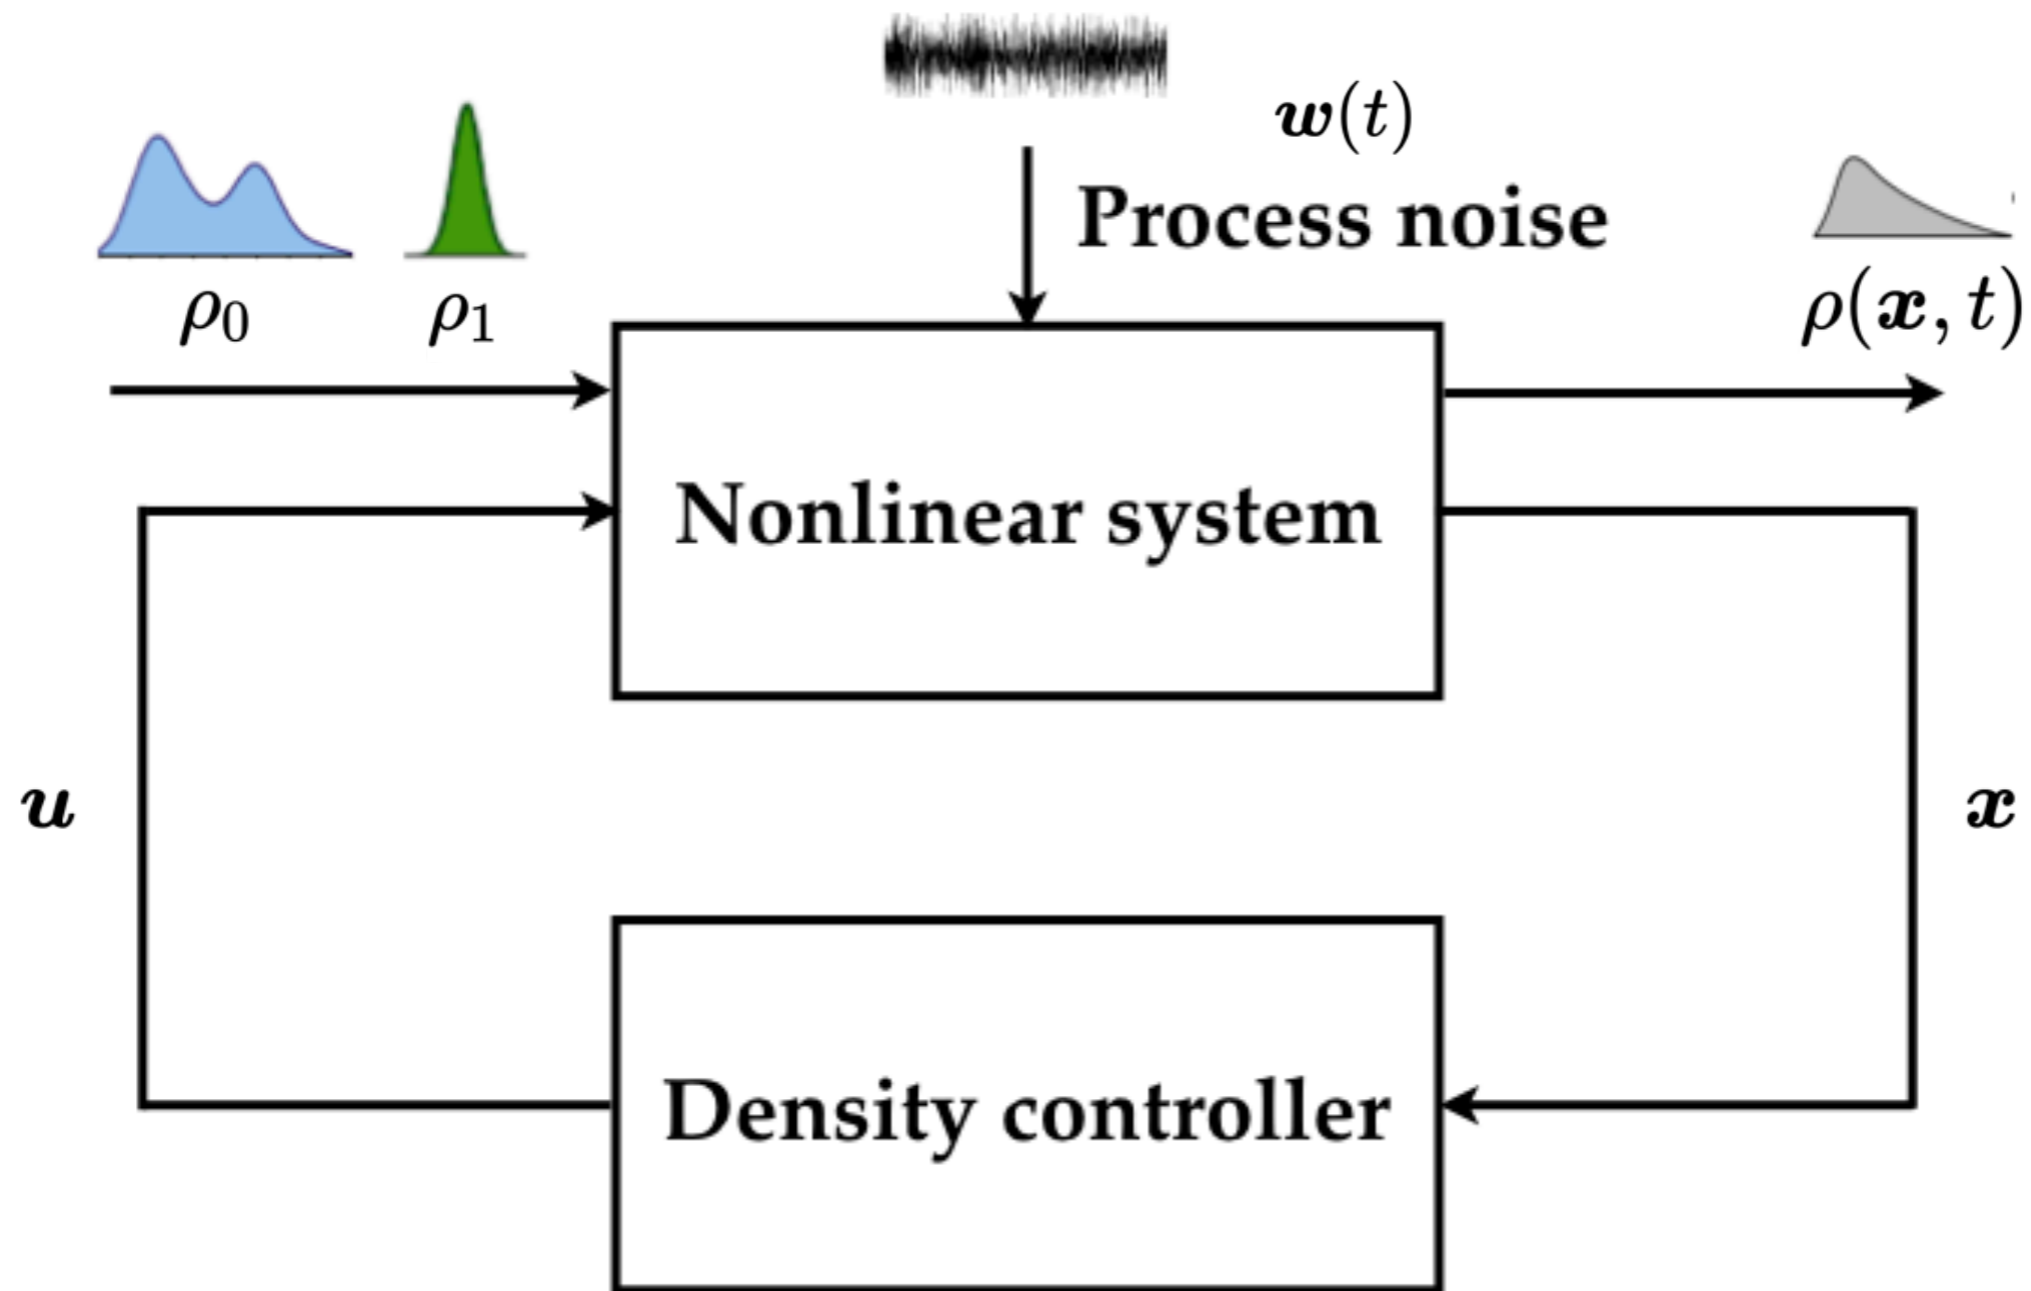 w(t)
Process noise
ρ₀
ρ₁
ρ(x, t)
Nonlinear system
u
x
Density controller